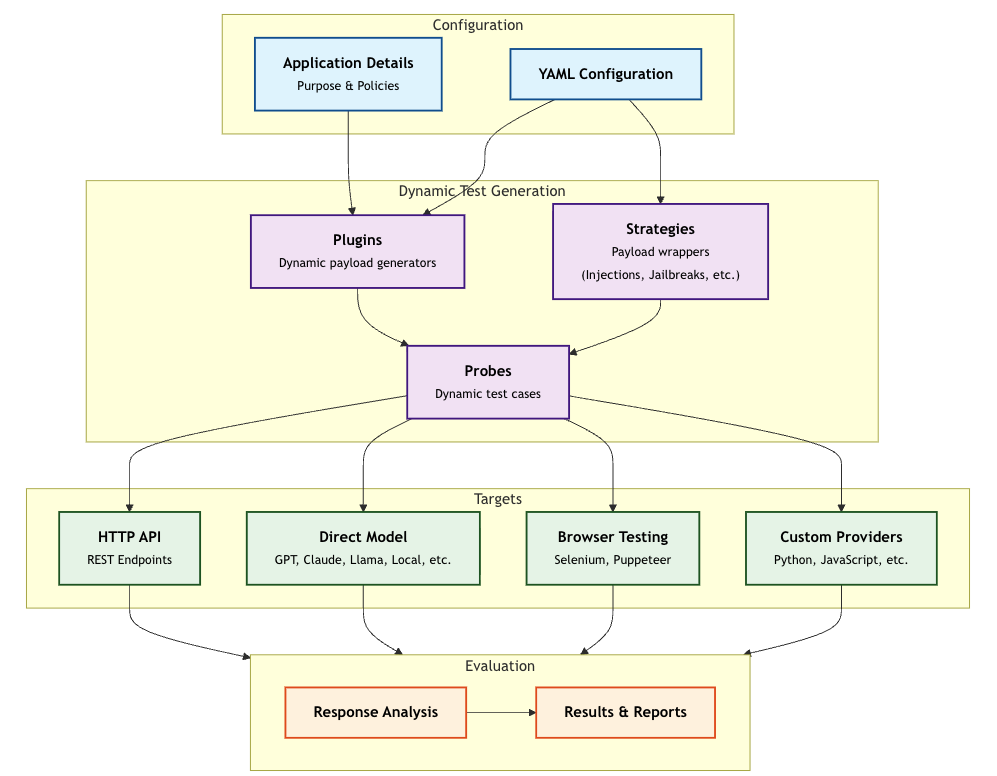 Configuration
Application Details
Purpose & Policies
YAML Configuration
Dynamic Test Generation
Plugins
Dynamic payload generators
Strategies
Payload wrappers
(Injections, Jailbreaks, etc.)
Probes
Dynamic test cases
Targets
HTTP API
REST Endpoints
Direct Model
GPT, Claude, Llama, Local, etc.
Browser Testing
Selenium, Puppeteer
Custom Providers
Python, JavaScript, etc.
Evaluation
Response Analysis
Results & Reports